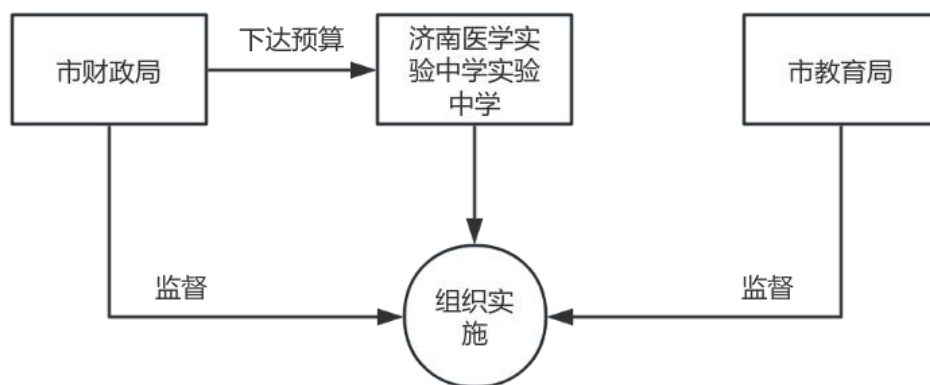 下达预算
市财政局
济南医学实
验中学实验
中学
市教育局
监督
组织实
施
监督